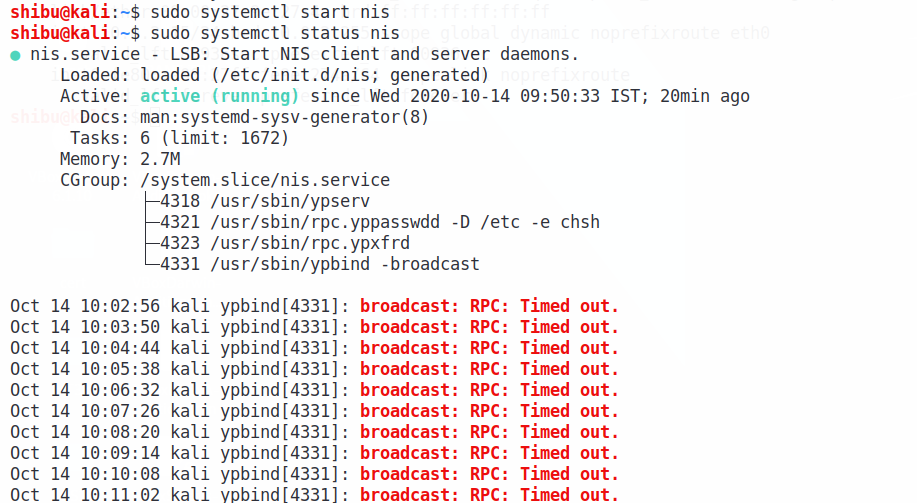 shibu@kali:~$ sudo systemctl start nis
shibu@kali:~$ sudo systemctl status nis
● nis.service - LSB: Start NIS client and server daemons.
     Loaded: loaded (/etc/init.d/nis; generated)
     Active: active (running) since Wed 2020-10-14 09:50:33 IST; 20min ago
       Docs: man:systemd-sysv-generator(8)
      Tasks: 6 (limit: 1672)
     Memory: 2.7M
     CGroup: /system.slice/nis.service
             ├─4318 /usr/sbin/ypserv
             ├─4321 /usr/sbin/rpc.yppasswdd -D /etc -e chsh
             ├─4323 /usr/sbin/rpc.ypxfrd
             └─4331 /usr/sbin/ypbind -broadcast
Oct 14 10:02:56 kali ypbind[4331]: broadcast: RPC: Timed out.
Oct 14 10:03:50 kali ypbind[4331]: broadcast: RPC: Timed out.
Oct 14 10:04:44 kali ypbind[4331]: broadcast: RPC: Timed out.
Oct 14 10:05:38 kali ypbind[4331]: broadcast: RPC: Timed out.
Oct 14 10:06:32 kali ypbind[4331]: broadcast: RPC: Timed out.
Oct 14 10:07:26 kali ypbind[4331]: broadcast: RPC: Timed out.
Oct 14 10:08:20 kali ypbind[4331]: broadcast: RPC: Timed out.
Oct 14 10:09:14 kali ypbind[4331]: broadcast: RPC: Timed out.
Oct 14 10:10:08 kali ypbind[4331]: broadcast: RPC: Timed out.
Oct 14 10:11:02 kali ypbind[4331]: broadcast: RPC: Timed out.